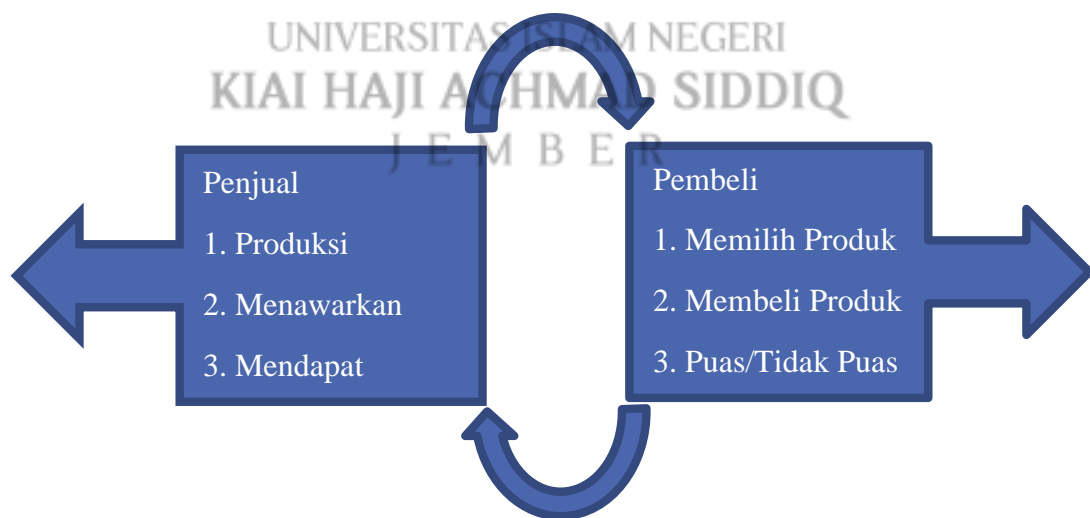 UNIVERSITAS ISLAM NEGERI
KIAI HAJI ACHMAD SIDDIQ
J E M B E R
Penjual
1. Produksi
2. Menawarkan
3. Mendapat
Pembeli
1. Memilih Produk
2. Membeli Produk
3. Puas/Tidak Puas